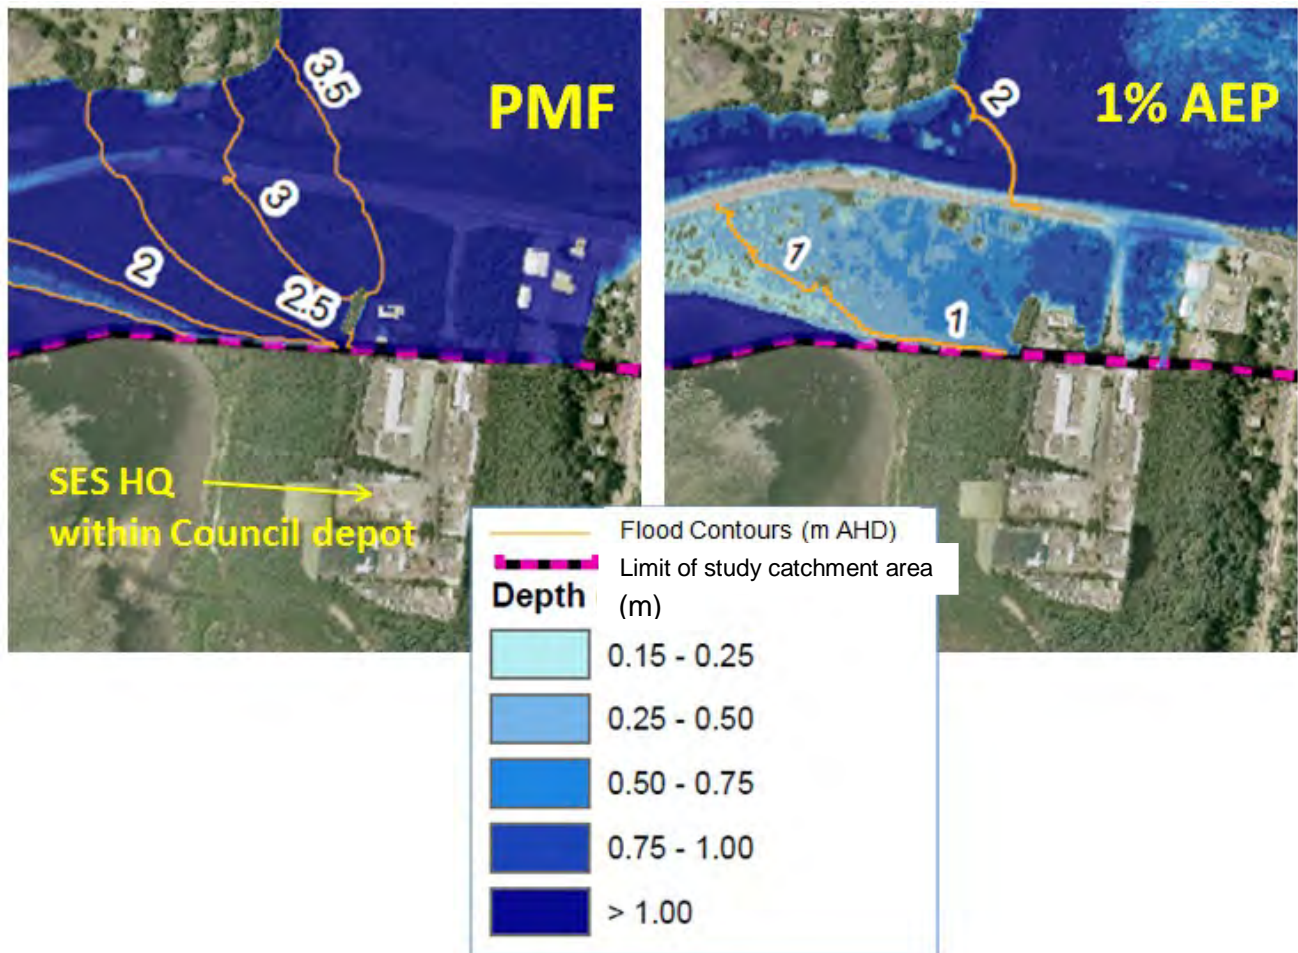 PMF
3.5
3
2
2.5
SES HQ
within Council depot
1% AEP
2
1
1
Flood Contours (m AHD)
Limit of study catchment area
Depth
(m)
0.15 - 0.25
0.25 - 0.50
0.50 - 0.75
0.75 - 1.00
> 1.00